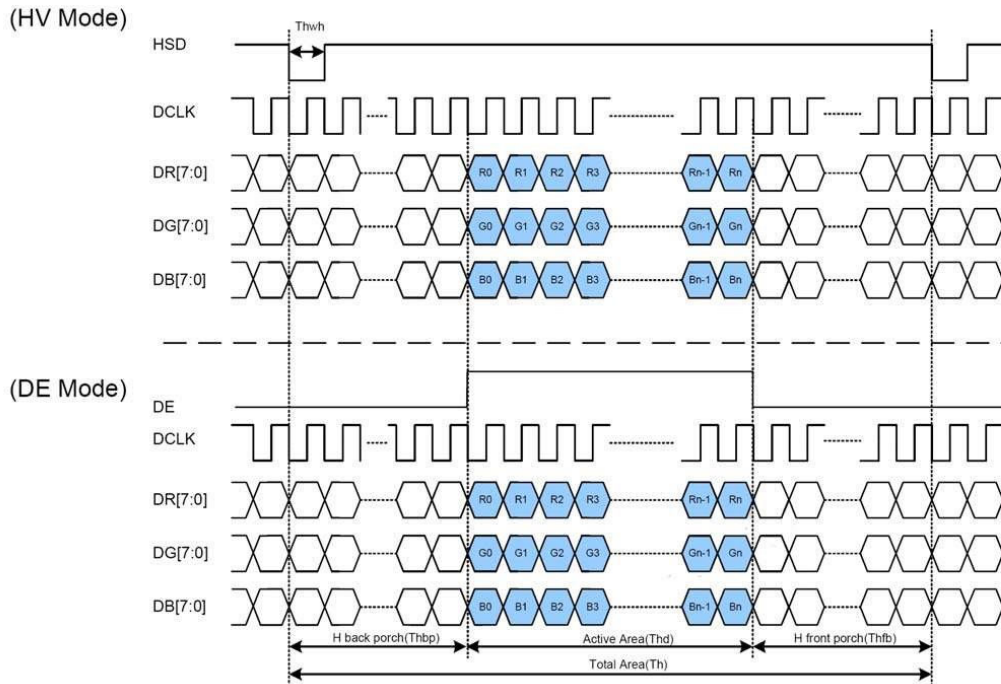 (HV Mode)
Thwh
HSD
DCLK
DR[7:0] R0 R1 R2 R3 Rn-1 Rn
DG[7:0] G0 G1 G2 G3 Gn-1 Gn
DB[7:0] B0 B1 B2 B3 Bn-1 Bn
(DE Mode)
DE
DCLK
DR[7:0] R0 R1 R2 R3 Rn-1 Rn
DG[7:0] G0 G1 G2 G3 Gn-1 Gn
DB[7:0] B0 B1 B2 B3 Bn-1 Bn
H back porch(Thbp) Active Area(Thd) H front porch(Thfb)
Total Area(Th)